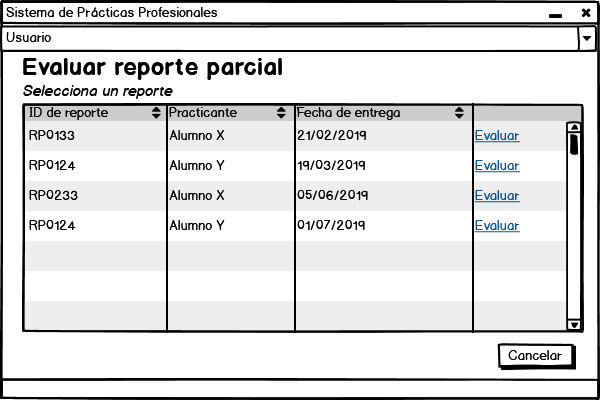 Sistema de Prácticas Profesionales
Usuario
Evaluar reporte parcial
Selecciona un reporte
ID de reporte Practicante Fecha de entrega
RP0133 Alumno X 21/02/2019 Evaluar
RP0124 Alumno Y 19/03/2019 Evaluar
RP0233 Alumno X 05/06/2019 Evaluar
RP0124 Alumno Y 01/07/2019 Evaluar
Cancelar